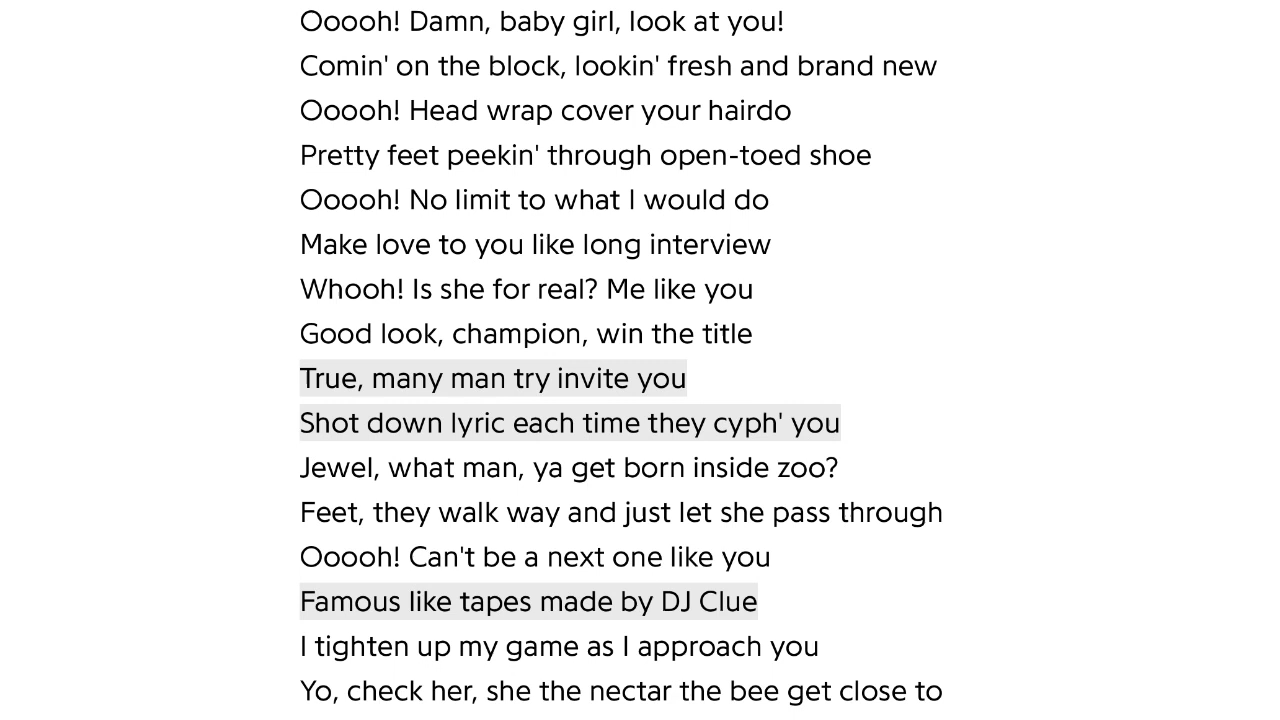 Ooooh! Damn, baby girl, look at you!
Comin' on the block, lookin' fresh and brand new
Ooooh! Head wrap cover your hairdo
Pretty feet peekin' through open-toed shoe
Ooooh! No limit to what I would do
Make love to you like long interview
Whooh! Is she for real? Me like you
Good look, champion, win the title
True, many man try invite you
Shot down lyric each time they cyph' you
Jewel, what man, ya get born inside zoo?
Feet, they walk way and just let she pass through
Ooooh! Can't be a next one like you
Famous like tapes made by DJ Clue
I tighten up my game as I approach you
Yo, check her, she the nectar the bee get close to